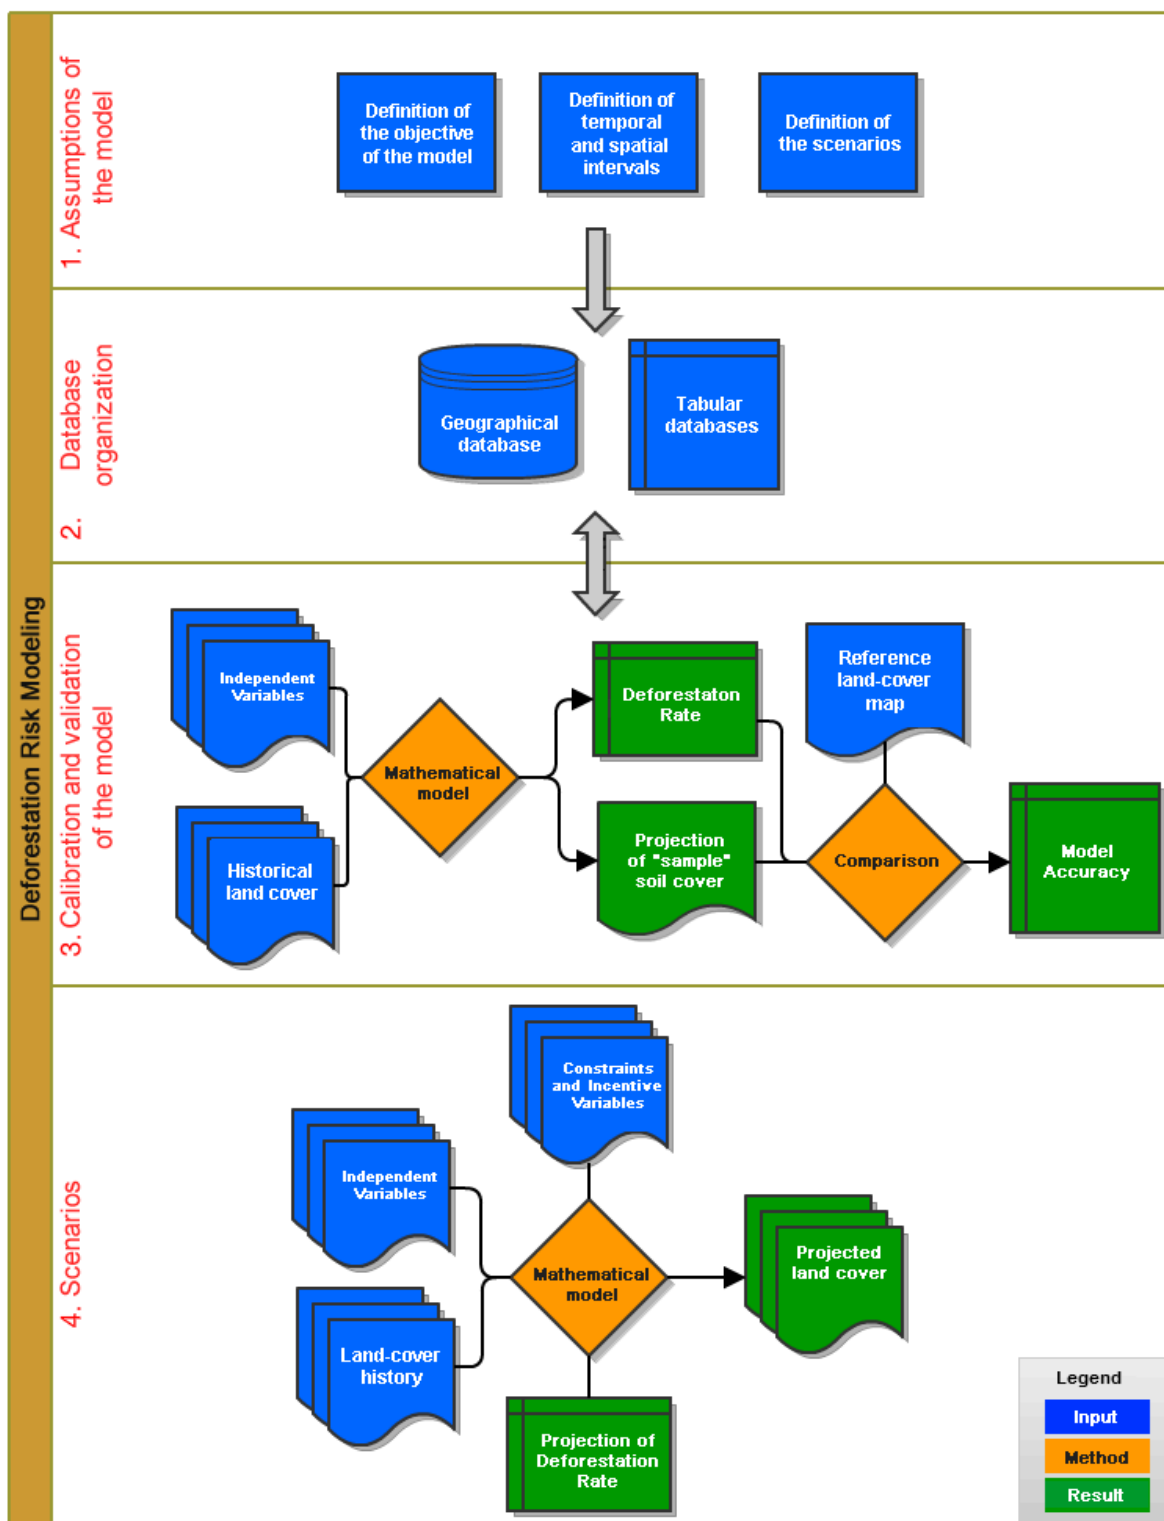 Deforestation Risk Modeling
1. Assumptions of
the model
Definition of
the objective
of the model
Definition of
temporal
and spatial
intervals
Definition of
the scenarios
2. Database
organization
Geographical
database
Tabular
databases
3. Calibration and validation
of the model
Independent
Variables
Historical
land cover
Mathematical
model
Deforestaton
Rate
Projection
of "sample"
soil cover
Reference
land-cover
map
Comparison
Model
Accuracy
4. Scenarios
Constraints
and Incentive
Variables
Independent
Variables
Land-cover
history
Mathematical
model
Projected
land cover
Projection of
Deforestation
Rate
Legend
Input
Method
Result